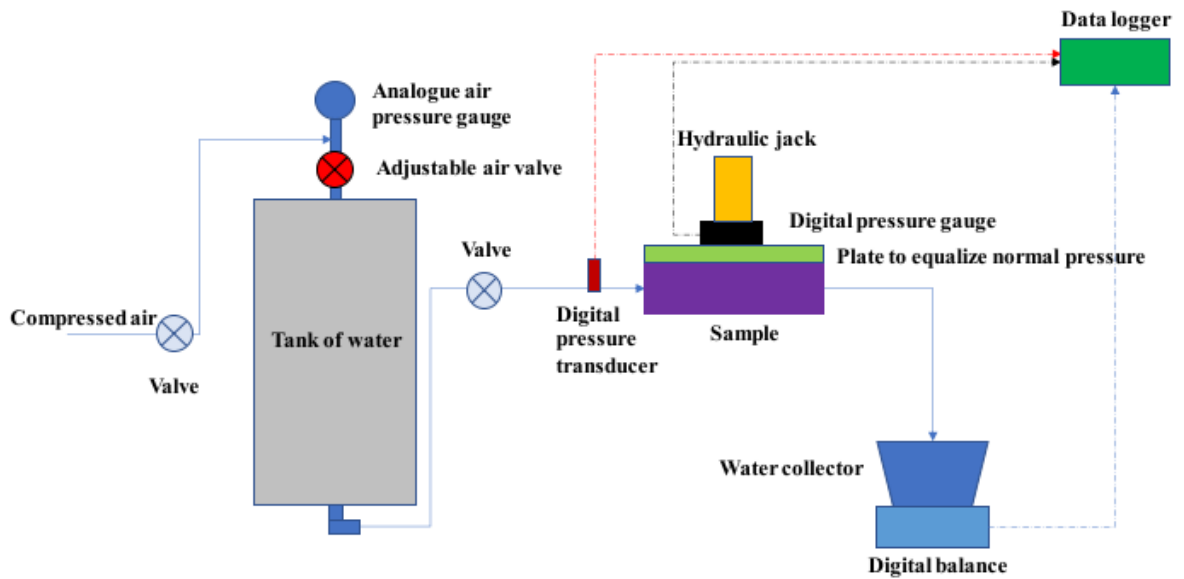 Data logger
Analogue air
pressure gauge
Hydraulic jack
Adjustable air valve
Digital pressure gauge
Valve
Plate to equalize normal pressure
Compressed air
Tank of water
Digital
pressure
transducer
Sample
Valve
Water collector
Digital balance